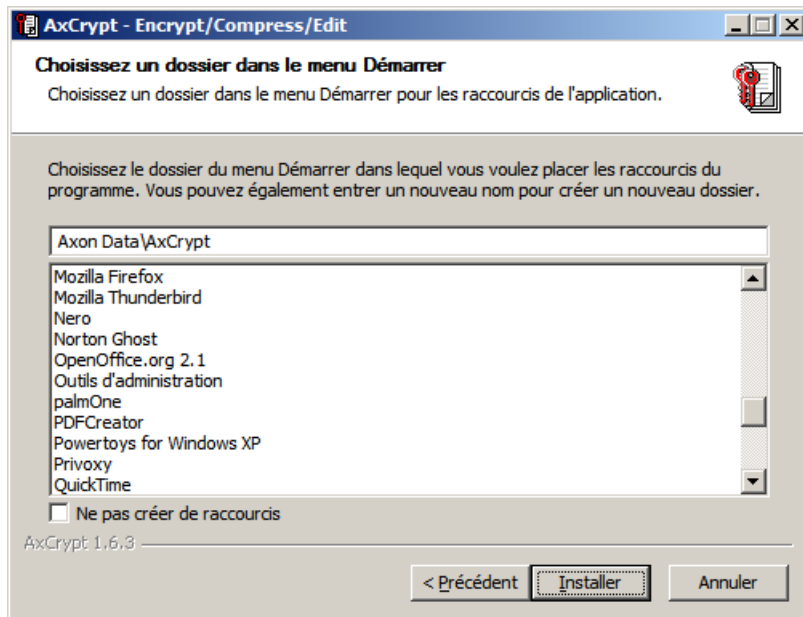 AxCrypt - Encrypt/Compress/Edit
Choisissez un dossier dans le menu Démarrer
Choisissez un dossier dans le menu Démarrer pour les raccourcis de l'application.
Choisissez le dossier du menu Démarrer dans lequel vous voulez placer les raccourcis du
programme. Vous pouvez également entrer un nouveau nom pour créer un nouveau dossier.
Axon Data\AxCrypt
Mozilla Firefox
Mozilla Thunderbird
Nero
Norton Ghost
OpenOffice.org 2.1
Outils d'administration
palmOne
PDFCreator
Powertoys for Windows XP
Privoxy
QuickTime
Ne pas créer de raccourcis
AxCrypt 1.6.3
< Précédent Installer Annuler